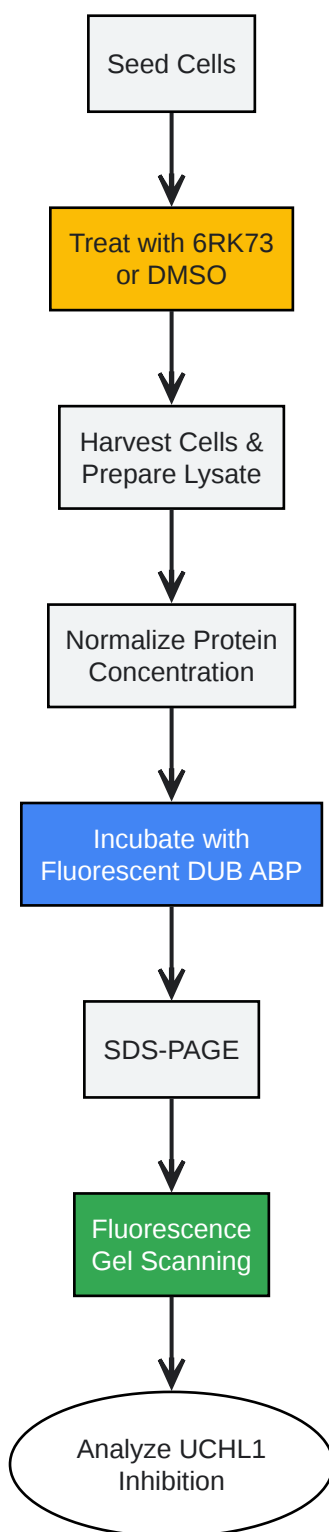 Seed Cells
Treat with 6RK73
or DMSO
Harvest Cells &
Prepare Lysate
Normalize Protein
Concentration
Incubate with
Fluorescent DUB ABP
SDS-PAGE
Fluorescence
Gel Scanning
Analyze UCHL1
Inhibition